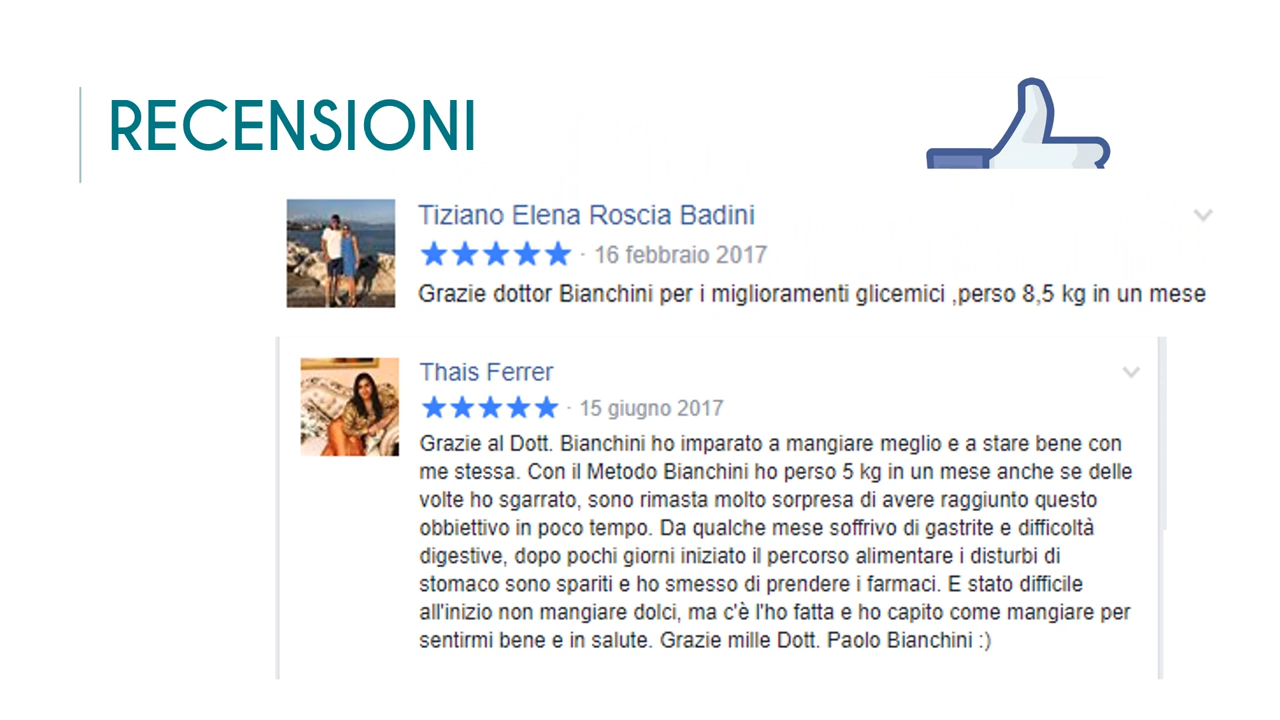 RECENSIONI
Tiziano Elena Roscia Badini
· 16 febbraio 2017
Grazie dottor Bianchini per i miglioramenti glicemici ,perso 8,5 kg in un mese
Thais Ferrer
· 15 giugno 2017
Grazie al Dott. Bianchini ho imparato a mangiare meglio e a stare bene con
me stessa. Con il Metodo Bianchini ho perso 5 kg in un mese anche se delle
volte ho sgarrato, sono rimasta molto sorpresa di avere raggiunto questo
obbiettivo in poco tempo. Da qualche mese soffrivo di gastrite e difficoltà
digestive, dopo pochi giorni iniziato il percorso alimentare i disturbi di
stomaco sono spariti e ho smesso di prendere i farmaci. E stato difficile
all'inizio non mangiare dolci, ma c'è l'ho fatta e ho capito come mangiare per
sentirmi bene e in salute. Grazie mille Dott. Paolo Bianchini :)